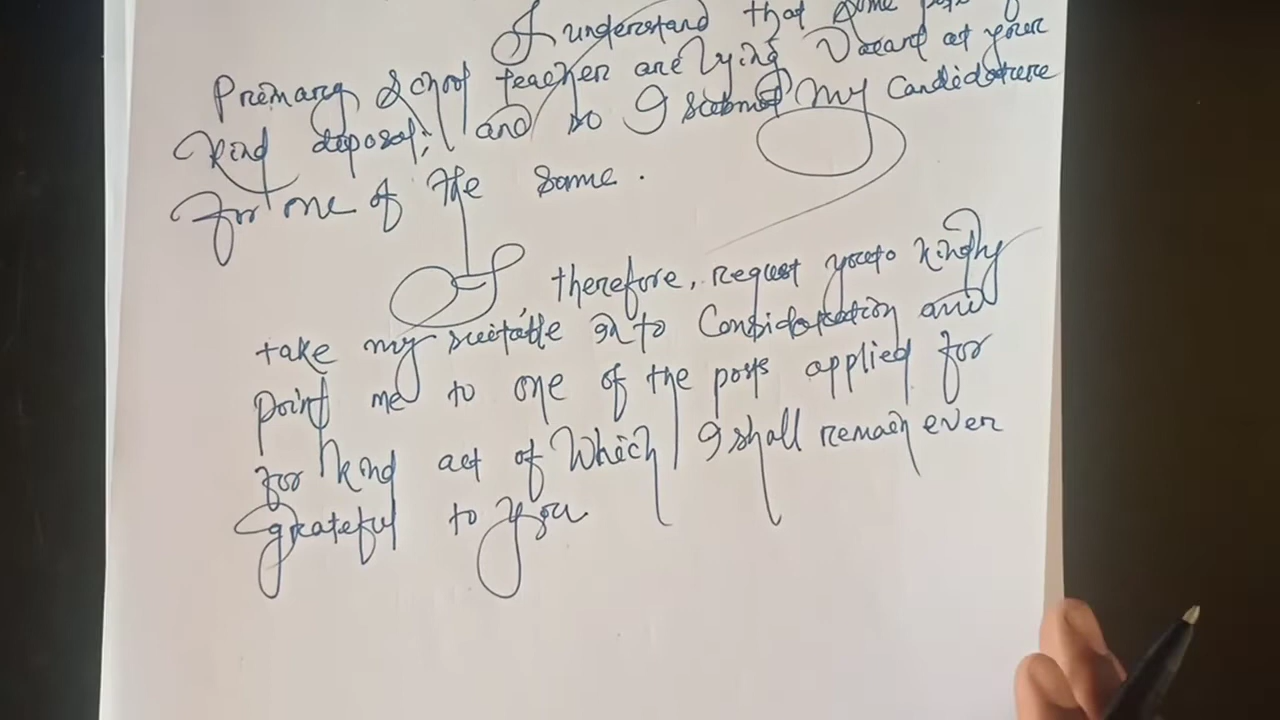 I understand that some
Primary School teacher are lying Vacant at your
kind disposal, and so I submit My Candidature
For one of the same.
I, therefore, request you to kindly
take my suitable into Consideration and
point me to one of the posts applied for
for kind act of Which I shall remain ever
grateful to you